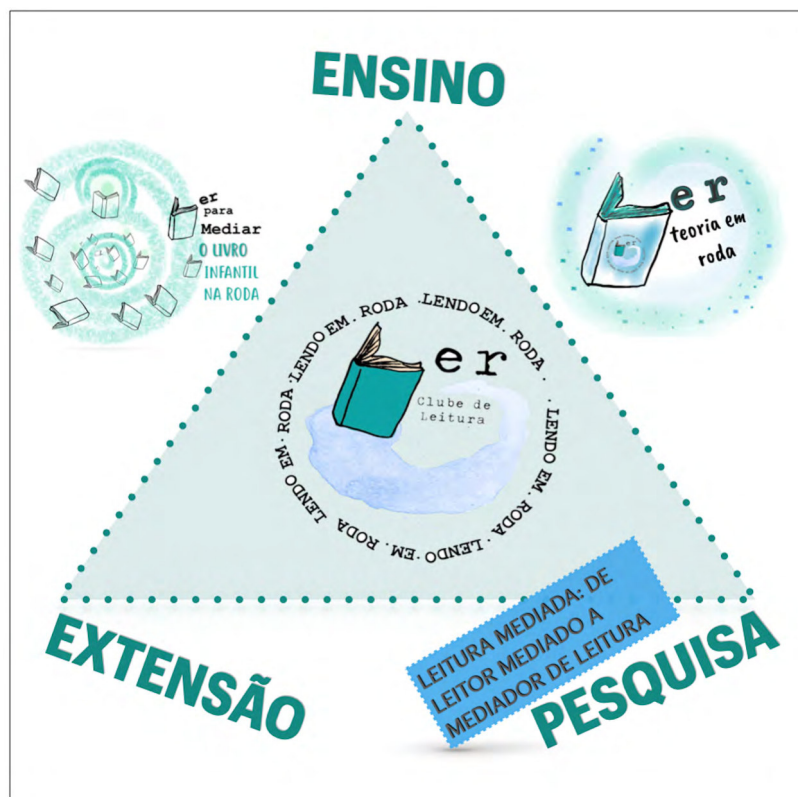 ENSINO
er
para
Mediar
O LIVRO
INFANTIL
NA RODA
er
teoria em
roda
LENDO EM. RODA .LENDO EM. RODA . . LENDO EM. RODA . LENDO. EM. RODA LENDO EM. RODA.
er
Clube de
Leitura
LEITURA MEDIADA: DE
LEITOR MEDIADO A
MEDIADOR DE LEITURA
EXTENSÃO
PESQUISA